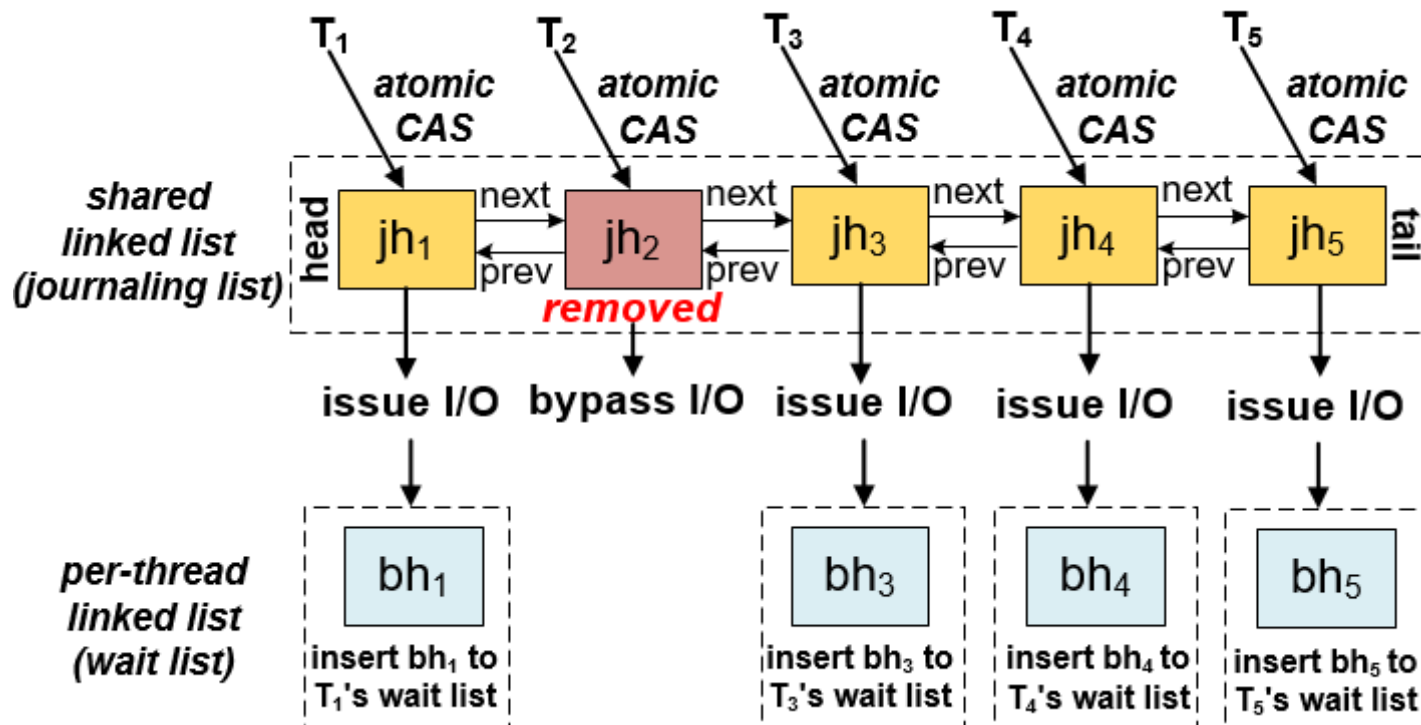 T₁ T₂ T₃ T₄ T₅
atomic CAS
atomic CAS
atomic CAS
atomic CAS
atomic CAS
shared
linked list
(journaling list)
head
jh₁
next
prev
jh₂
removed
next
prev
jh₃
next
prev
jh₄
next
prev
jh₅
tail
issue I/O
bypass I/O
issue I/O
issue I/O
issue I/O
per-thread
linked list
(wait list)
bh₁
insert bh₁ to
T₁'s wait list
bh₃
insert bh₃ to
T₃'s wait list
bh₄
insert bh₄ to
T₄'s wait list
bh₅
insert bh₅ to
T₅'s wait list